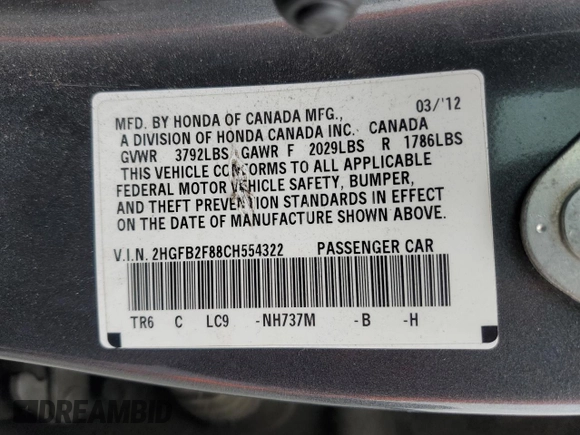 MFD. BY HONDA OF CANADA MFG., 03/'12
A DIVISION OF HONDA CANADA INC. CANADA
GVWR 3792LBS GAWR F 2029LBS R 1786LBS
THIS VEHICLE CONFORMS TO ALL APPLICABLE
FEDERAL MOTOR VEHICLE SAFETY, BUMPER,
AND THEFT PREVENTION STANDARDS IN EFFECT
ON THE DATE OF MANUFACTURE SHOWN ABOVE.
V.I.N. 2HGFB2F88CH554322 PASSENGER CAR
TR6 C LC9 -NH737M -B -H
DREAMBID